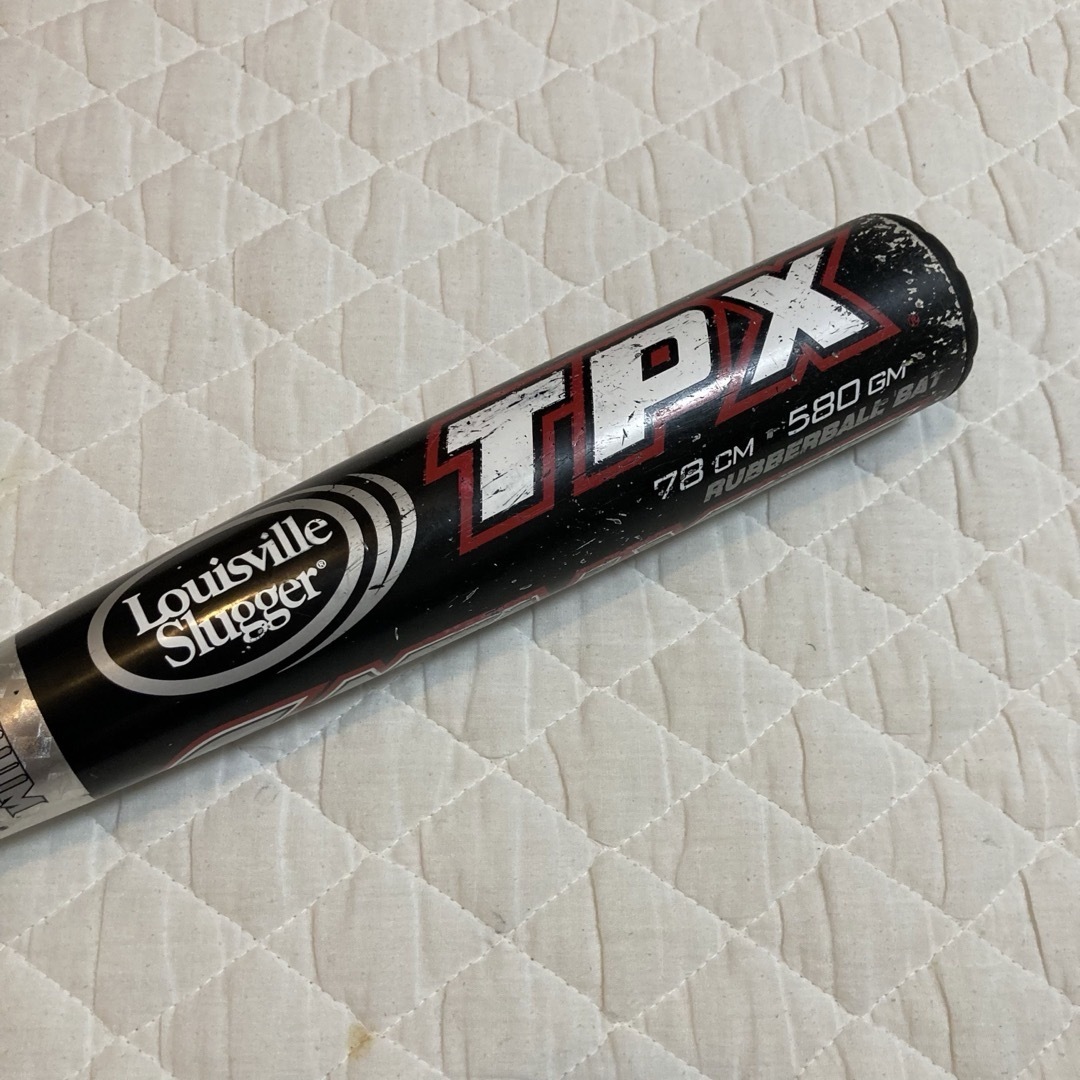 Louisville
Slugger®
TPX
78 CM • 580 GM
RUBBERBALL BAT